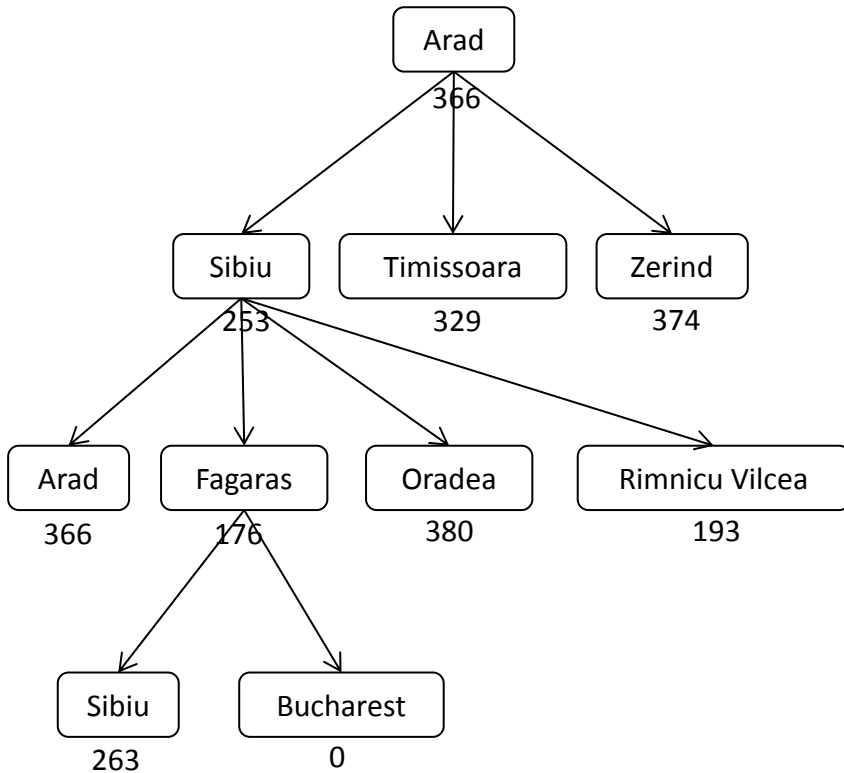 Arad
366
Sibiu
Timissoara
Zerind
253
329
374
Arad
Fagaras
Oradea
Rimnicu Vilcea
366
176
380
193
Sibiu
Bucharest
263
0